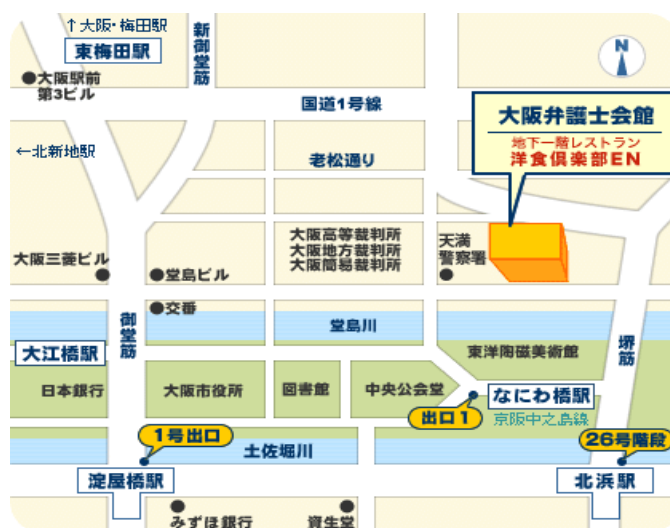 ↑大阪・梅田駅
東梅田駅
新御堂筋
N
●大阪駅前
第3ビル
国道1号線
大阪弁護士会館
地下一階レストラン
洋食倶楽部EN
←北新地駅
老松通り
大阪高等裁判所
大阪地方裁判所
大阪簡易裁判所
天満
警察署
大阪三菱ビル
●堂島ビル
●交番
御堂筋
堂島川
堺筋
大江橋駅
東洋陶磁美術館
日本銀行
大阪市役所
図書館
中央公会堂
なにわ橋駅
出口1
京阪中之島線
1号出口
土佐堀川
26号階段
淀屋橋駅
北浜駅
みずほ銀行
資生堂